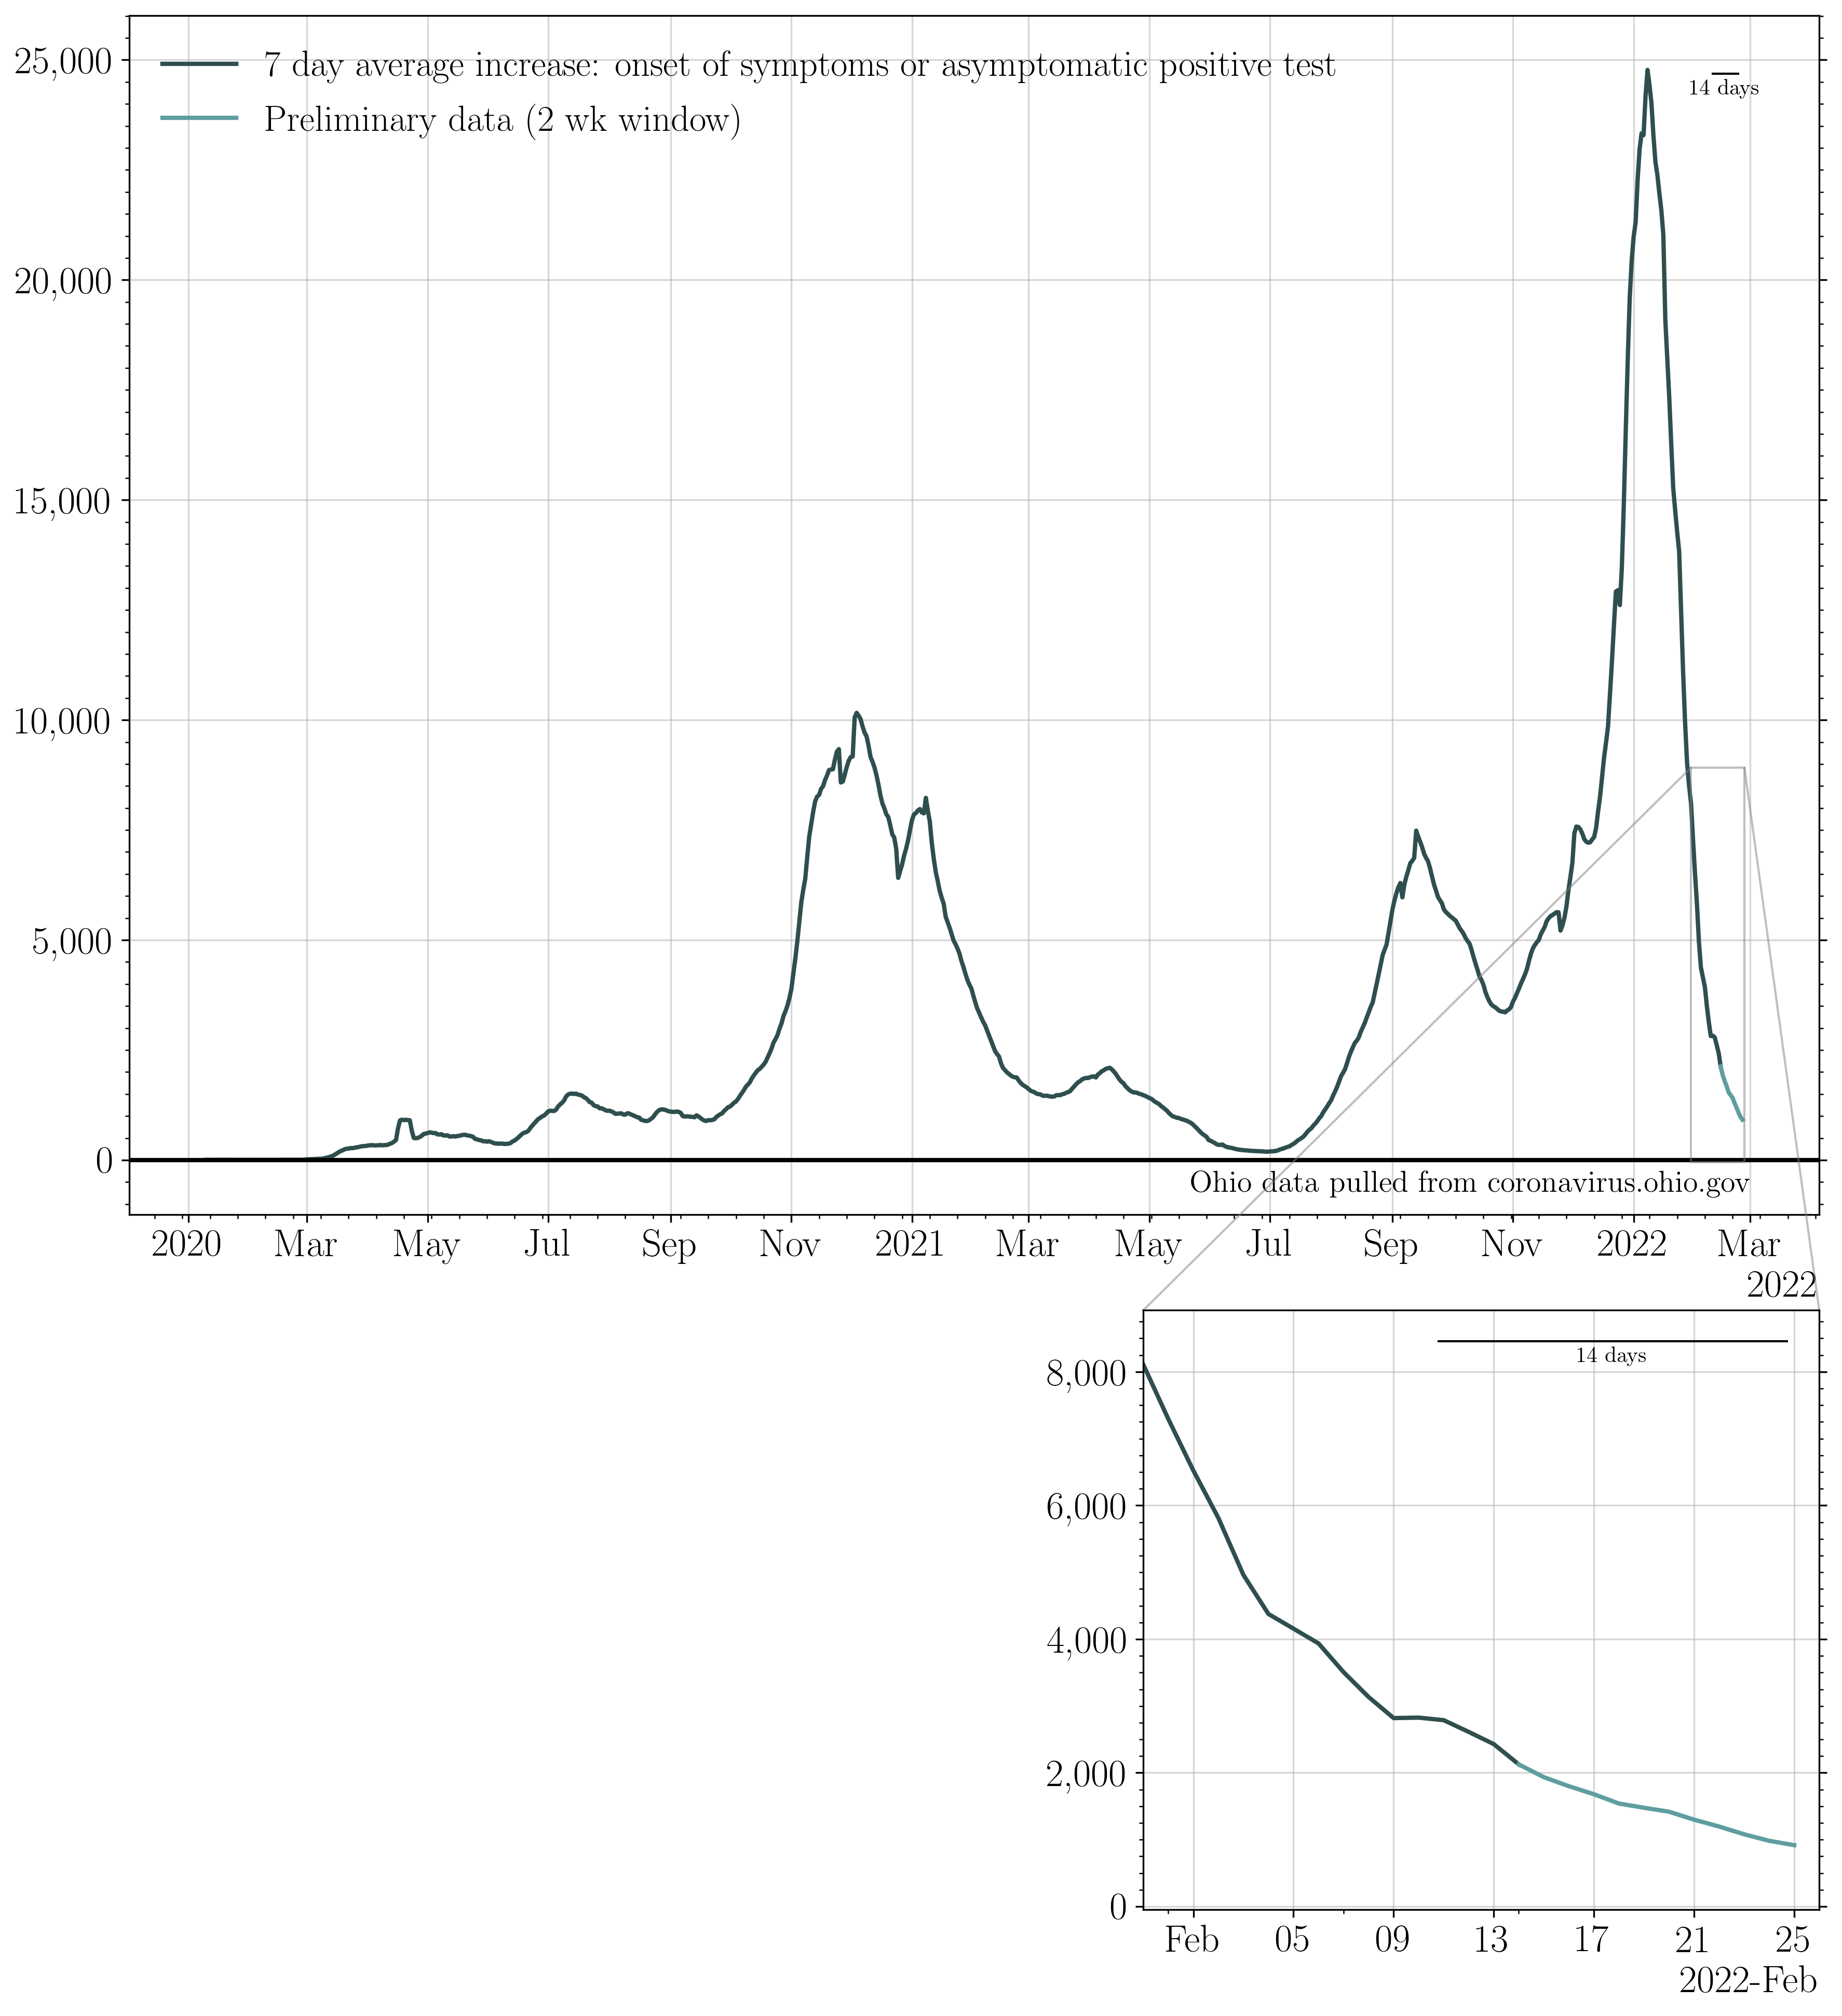 25,000
7 day average increase: onset of symptoms or asymptomatic positive test
14 days
Preliminary data (2 wk window)
20,000
15,000
10,000
5,000
0
Ohio data pulled from coronavirus.ohio.gov
2020 Mar May Jul Sep Nov 2021 Mar May Jul Sep Nov 2022 Mar
2022
14 days
8,000
6,000
4,000
2,000
0
Feb 05 09 13 17 21 25
2022-Feb